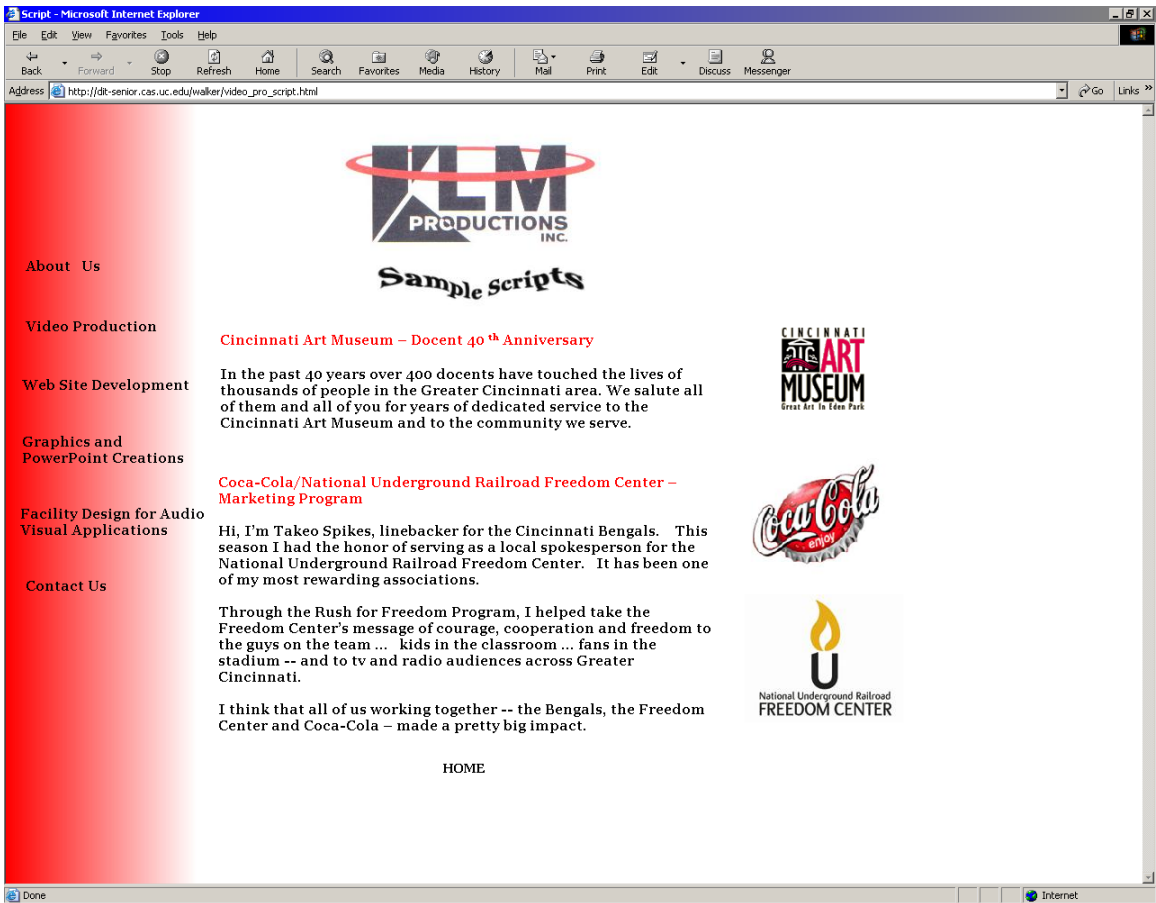 Script - Microsoft Internet Explorer
File Edit View Favorites Tools Help
Back Forward Stop Refresh Home Search Favorites Media History Mail Print Edit Discuss Messenger
Address http://dit-senior.cas.uc.edu/walker/video_pro_script.html Go Links »
KLM
PRODUCTIONS
INC.
Sample Scripts
About Us
Video Production
Web Site Development
Graphics and
PowerPoint Creations
Facility Design for Audio
Visual Applications
Contact Us
Cincinnati Art Museum – Docent 40 th Anniversary
In the past 40 years over 400 docents have touched the lives of
thousands of people in the Greater Cincinnati area. We salute all
of them and all of you for years of dedicated service to the
Cincinnati Art Museum and to the community we serve.
CINCINNATI
ART
MUSEUM
Great Art In Eden Park
Coca-Cola/National Underground Railroad Freedom Center –
Marketing Program
Hi, I'm Takeo Spikes, linebacker for the Cincinnati Bengals. This
season I had the honor of serving as a local spokesperson for the
National Underground Railroad Freedom Center. It has been one
of my most rewarding associations.
Coca-Cola
enjoy
Through the Rush for Freedom Program, I helped take the
Freedom Center's message of courage, cooperation and freedom to
the guys on the team ... kids in the classroom ... fans in the
stadium -- and to tv and radio audiences across Greater
Cincinnati.
I think that all of us working together -- the Bengals, the Freedom
Center and Coca-Cola – made a pretty big impact.
National Underground Railroad
FREEDOM CENTER
HOME
Done Internet